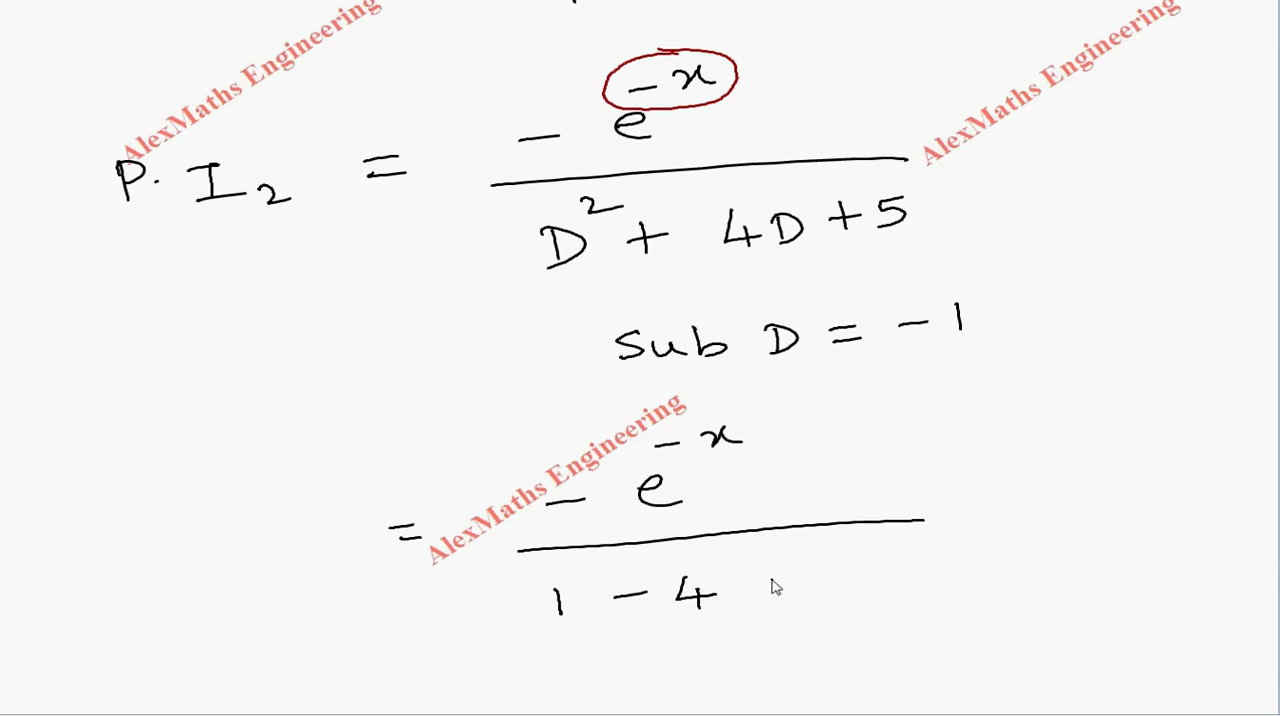 AlexMaths Engineering
AlexMaths Engineering
P. I₂ = - e^{-x} / D² + 4D + 5
Sub D = - 1
AlexMaths Engineering
= - e^{-x} / 1 - 4